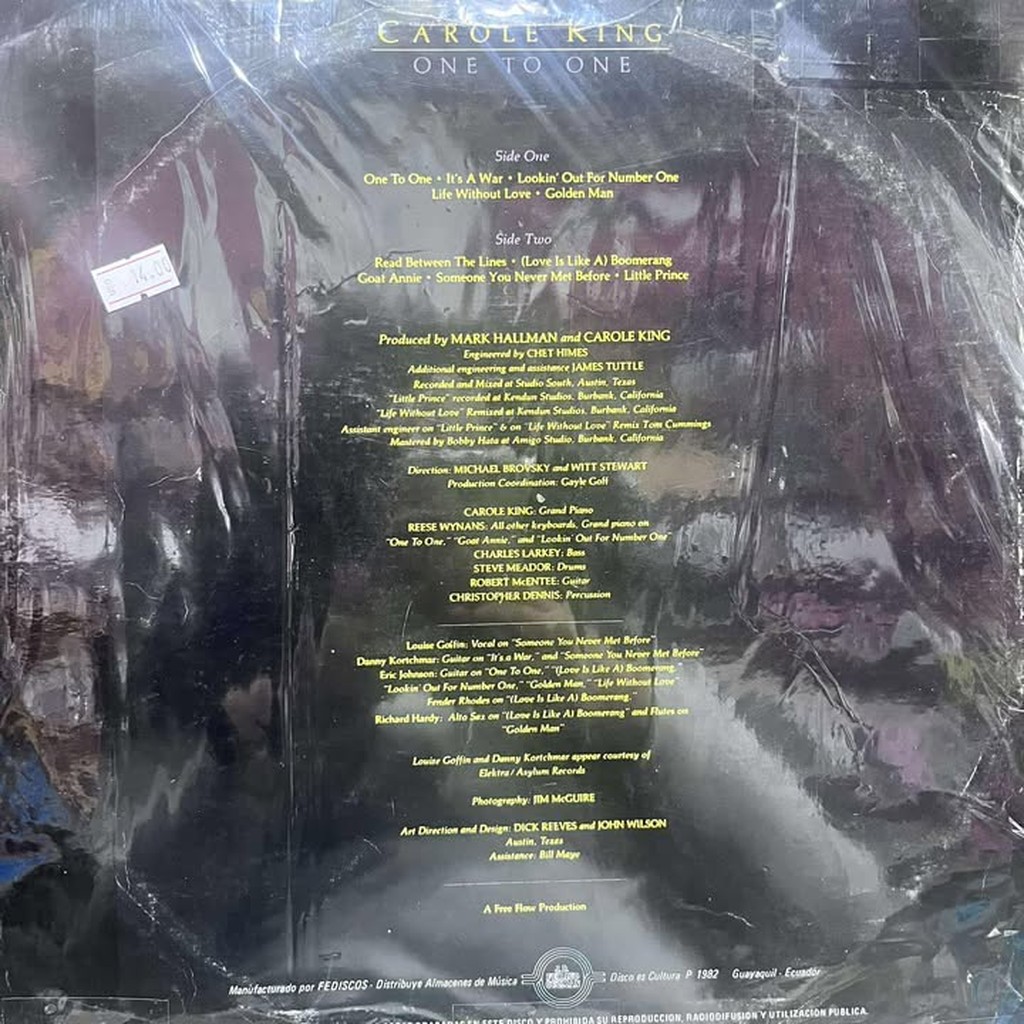 CAROLE KING
ONE TO ONE
Side One
One To One • It's A War • Lookin' Out For Number One
Life Without Love • Golden Man
Side Two
Read Between The Lines • (Love Is Like A) Boomerang
Goat Annie • Someone You Never Met Before • Little Prince
$ 14.00
Produced by MARK HALLMAN and CAROLE KING
Engineered by CHET HIMES
Additional engineering and assistance JAMES TUTTLE
Recorded and Mixed at Studio South, Austin, Texas
"Little Prince" recorded at Kendun Studios, Burbank, California
"Life Without Love" Remixed at Kendun Studios, Burbank, California
Assistant engineer on "Little Prince" & on "Life Without Love" Remix Tom Cummings
Mastered by Bobby Hata at Amigo Studio, Burbank, California
Direction: MICHAEL BROVSKY and WITT STEWART
Production Coordination: Gayle Goff
CAROLE KING: Grand Piano
REESE WYNANS: All other keyboards, Grand piano on
"One To One," "Goat Annie," and "Lookin' Out For Number One"
CHARLES LARKEY: Bass
STEVE MEADOR: Drums
ROBERT McENTEE: Guitar
CHRISTOPHER DENNIS: Percussion
Louise Goffin: Vocal on "Someone You Never Met Before"
Danny Kortchmar: Guitar on "It's a War," and "Someone You Never Met Before"
Eric Johnson: Guitar on "One To One," "(Love Is Like A) Boomerang,"
"Lookin' Out For Number One," "Golden Man," "Life Without Love"
Fender Rhodes on "(Love Is Like A) Boomerang."
Richard Hardy: Alto Sax on "(Love Is Like A) Boomerang" and Flutes on
"Golden Man"
Louise Goffin and Danny Kortchmar appear courtesy of
Elektra/Asylum Records
Photography: JIM McGUIRE
Art Direction and Design: DICK REEVES and JOHN WILSON
Austin, Texas
Assistance: Bill Maye
A Free Flow Production
Manufacturado por FEDISCOS - Distribuye Almacenes de Música Disco es Cultura P 1982 Guayaquil - Ecuador
EN ESTE DISCO Y PROHIBIDA SU REPRODUCCION, RADIODIFUSION Y UTILIZACION PUBLICA.